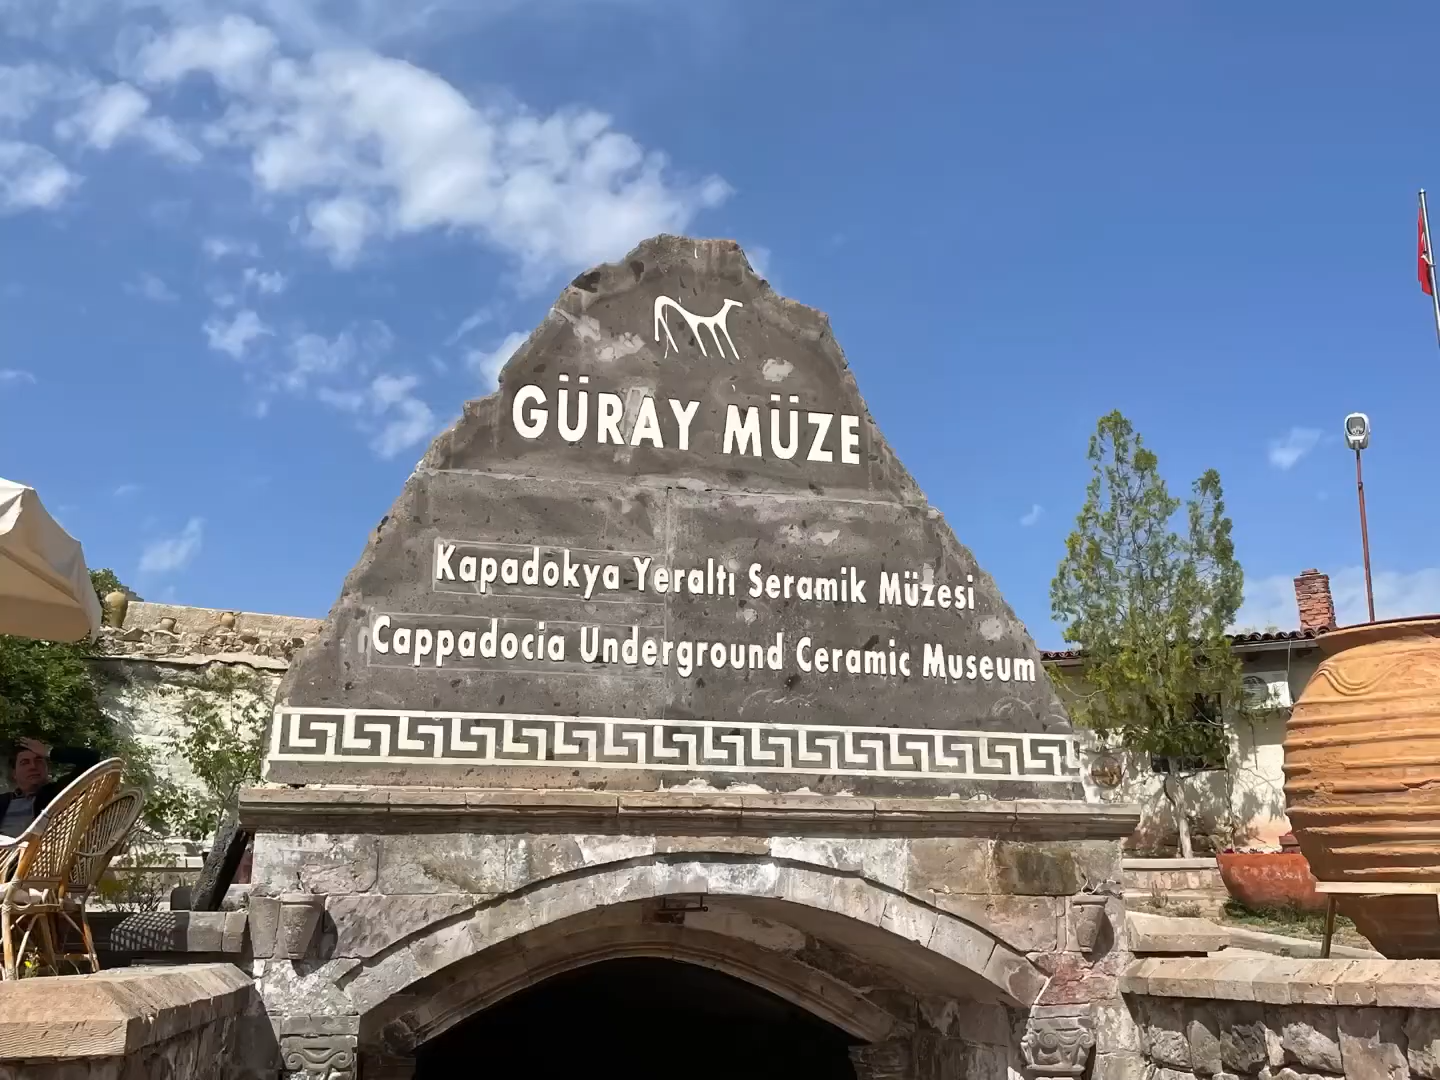 GÜRAY MÜZE
Kapadokya Yeraltı Seramik Müzesi
Cappadocia Underground Ceramic Museum